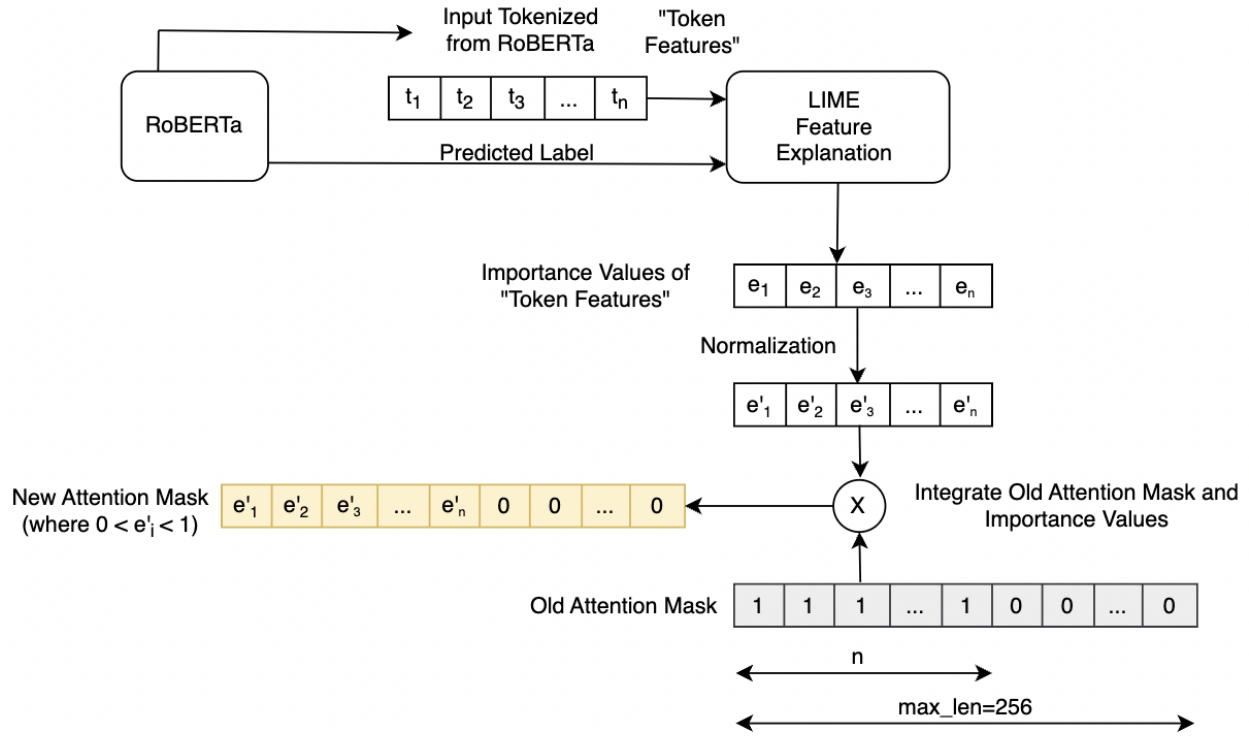 Input Tokenized
from RoBERTa
"Token
Features"
RoBERTa
t₁ t₂ t₃ ... tₙ
LIME
Feature
Explanation
Predicted Label
Importance Values of
"Token Features"
e₁ e₂ e₃ ... eₙ
Normalization
e'₁ e'₂ e'₃ ... e'ₙ
New Attention Mask
(where 0 < e'ᵢ < 1)
e'₁ e'₂ e'₃ ... e'ₙ 0 0 ... 0
X
Integrate Old Attention Mask and
Importance Values
Old Attention Mask
1 1 1 ... 1 0 0 ... 0
n
max_len=256